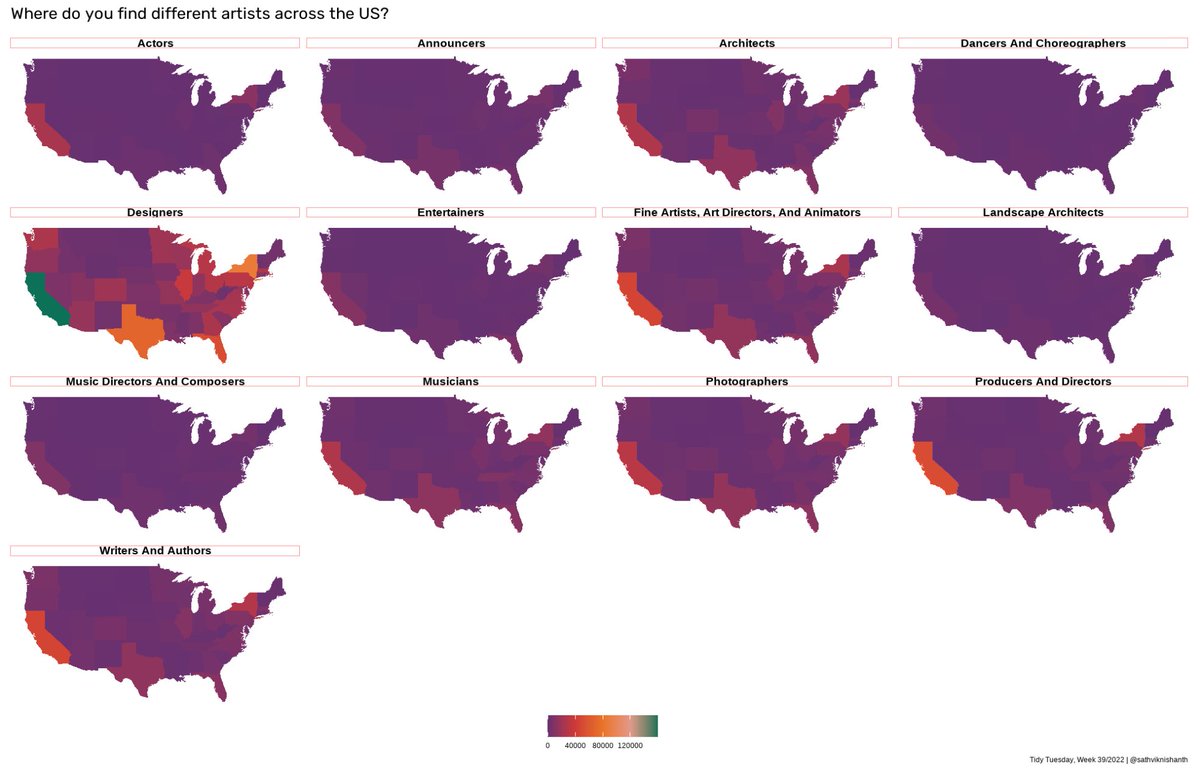 Where do you find different artists across the US?
Actors
Announcers
Architects
Dancers And Choreographers
Designers
Entertainers
Fine Artists, Art Directors, And Animators
Landscape Architects
Music Directors And Composers
Musicians
Photographers
Producers And Directors
Writers And Authors
0 40000 80000 120000
Tidy Tuesday, Week 39/2022 | @sathviknishanth